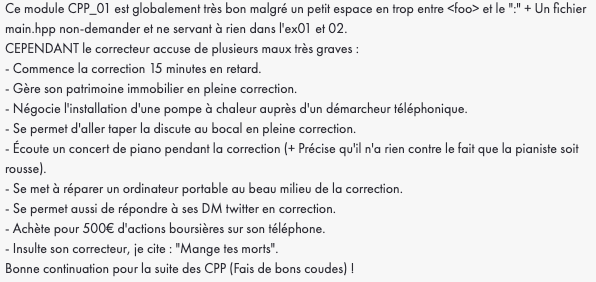 Ce module CPP_01 est globalement très bon malgré un petit espace en trop entre <foo> et le ":" + Un fichier
main.hpp non-demander et ne servant à rien dans l'ex01 et 02.
CEPENDANT le correcteur accuse de plusieurs maux très graves :
- Commence la correction 15 minutes en retard.
- Gère son patrimoine immobilier en pleine correction.
- Négocie l'installation d'une pompe à chaleur auprès d'un démarcheur téléphonique.
- Se permet d'aller taper la discute au bocal en pleine correction.
- Écoute un concert de piano pendant la correction (+ Précise qu'il n'a rien contre le fait que la pianiste soit
rousse).
- Se met à réparer un ordinateur portable au beau milieu de la correction.
- Se permet aussi de répondre à ses DM twitter en correction.
- Achète pour 500€ d'actions boursières sur son téléphone.
- Insulte son correcteur, je cite : "Mange tes morts".
Bonne continuation pour la suite des CPP (Fais de bons coudes) !